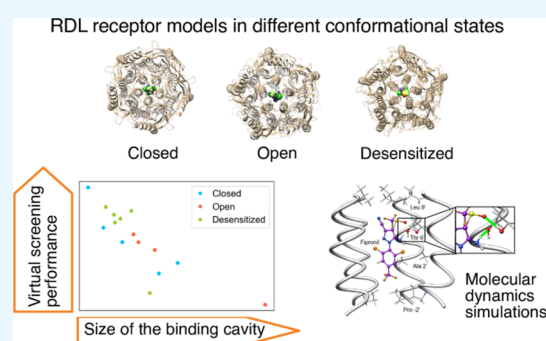 RDL receptor models in different conformational states
Closed
Open
Desensitized
Virtual screening
performance
Closed
Open
Desensitized
Size of the binding cavity
Leu 9'
Thr 6'
Fipronil
Ala 2'
Pro -2'
Molecular
dynamics
simulations